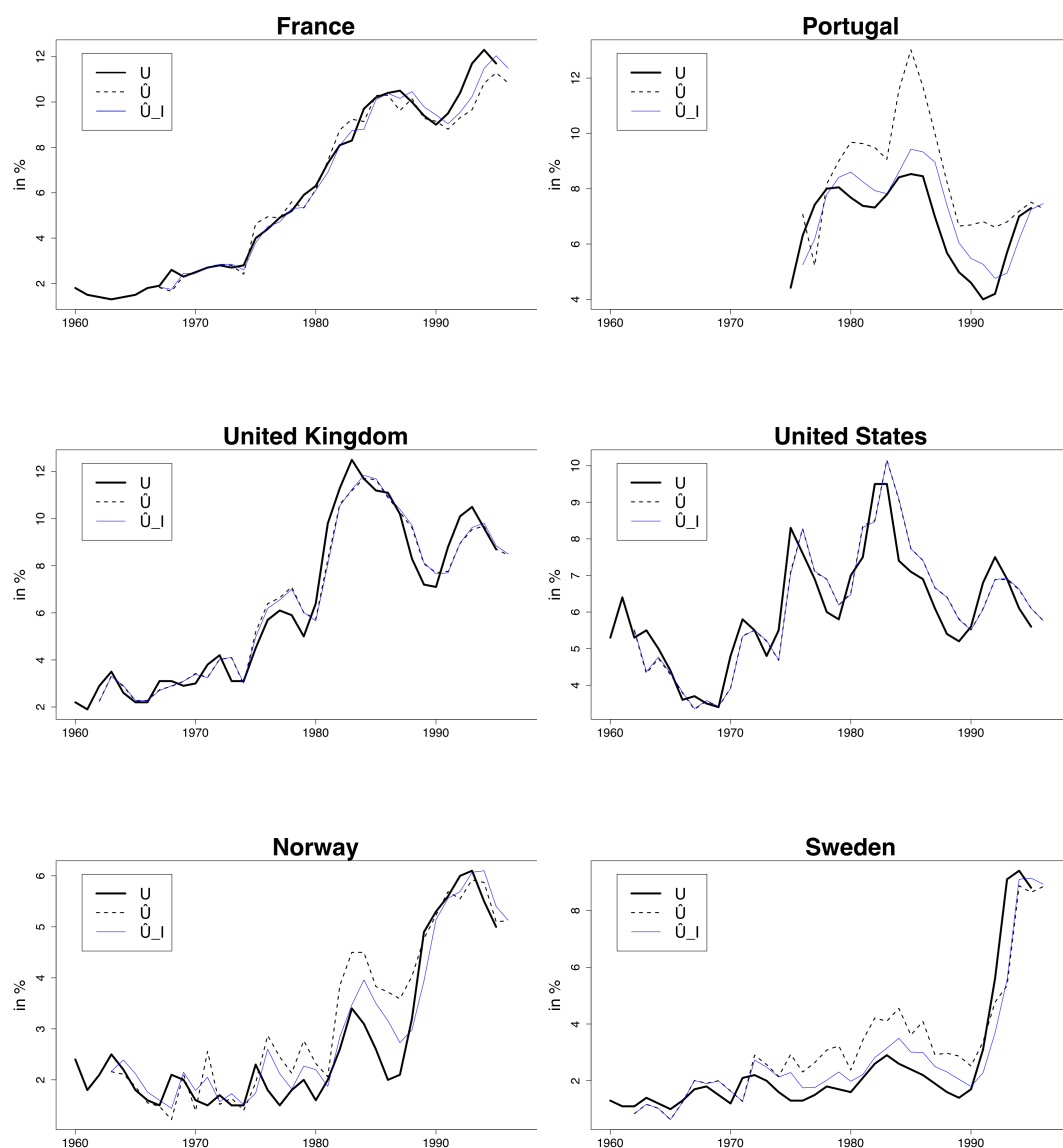 France
U
Û
Û_I
in %
12
10
8
6
4
2
1960 1970 1980 1990
Portugal
U
Û
Û_I
in %
12
10
8
6
4
1960 1970 1980 1990
United Kingdom
U
Û
Û_I
in %
12
10
8
6
4
2
1960 1970 1980 1990
United States
U
Û
Û_I
in %
10
9
8
7
6
5
4
1960 1970 1980 1990
Norway
U
Û
Û_I
in %
6
5
4
3
2
1960 1970 1980 1990
Sweden
U
Û
Û_I
in %
8
6
4
2
1960 1970 1980 1990